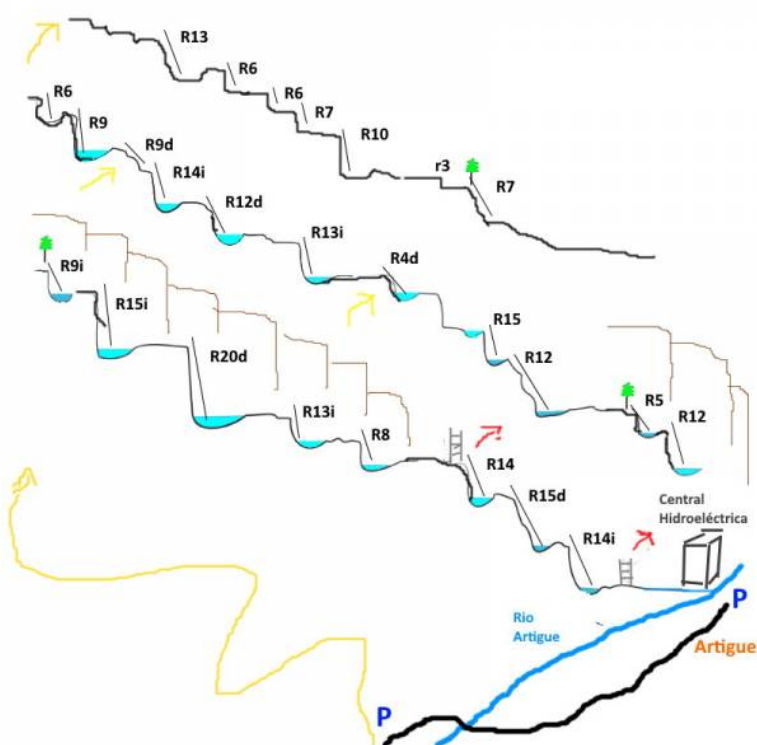 R13
R6
R6
R7
R10
r3
R7
R6
R9
R9d
R14i
R12d
R13i
R4d
R15
R12
R5
R12
R9i
R15i
R20d
R13i
R8
R14
R15d
R14i
Central
Hidroeléctrica
Rio
Artigue
P
Artigue
P